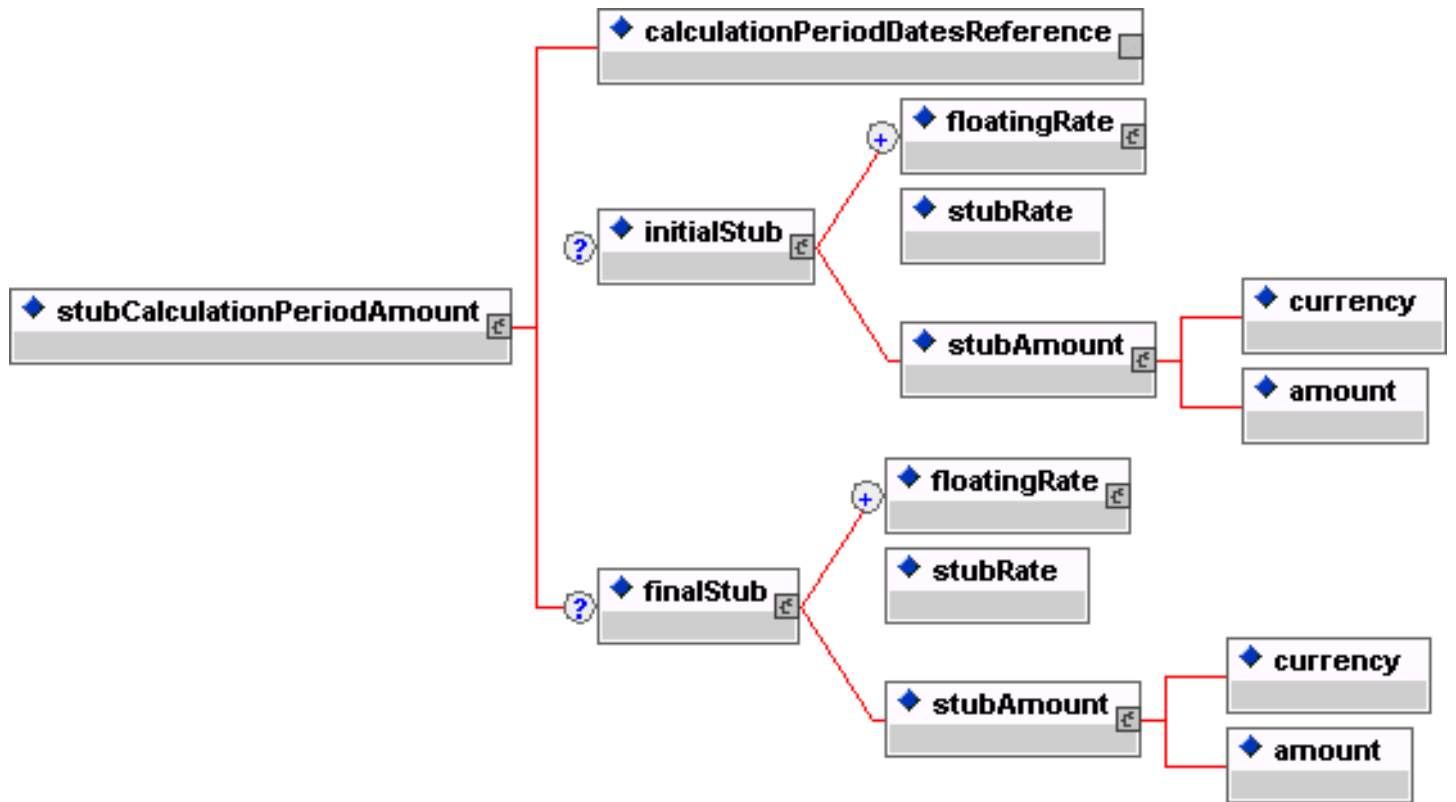 calculationPeriodDatesReference
floatingRate
+
stubRate
initialStub
?
stubCalculationPeriodAmount
stubAmount
currency
amount
floatingRate
+
stubRate
finalStub
?
stubAmount
currency
amount